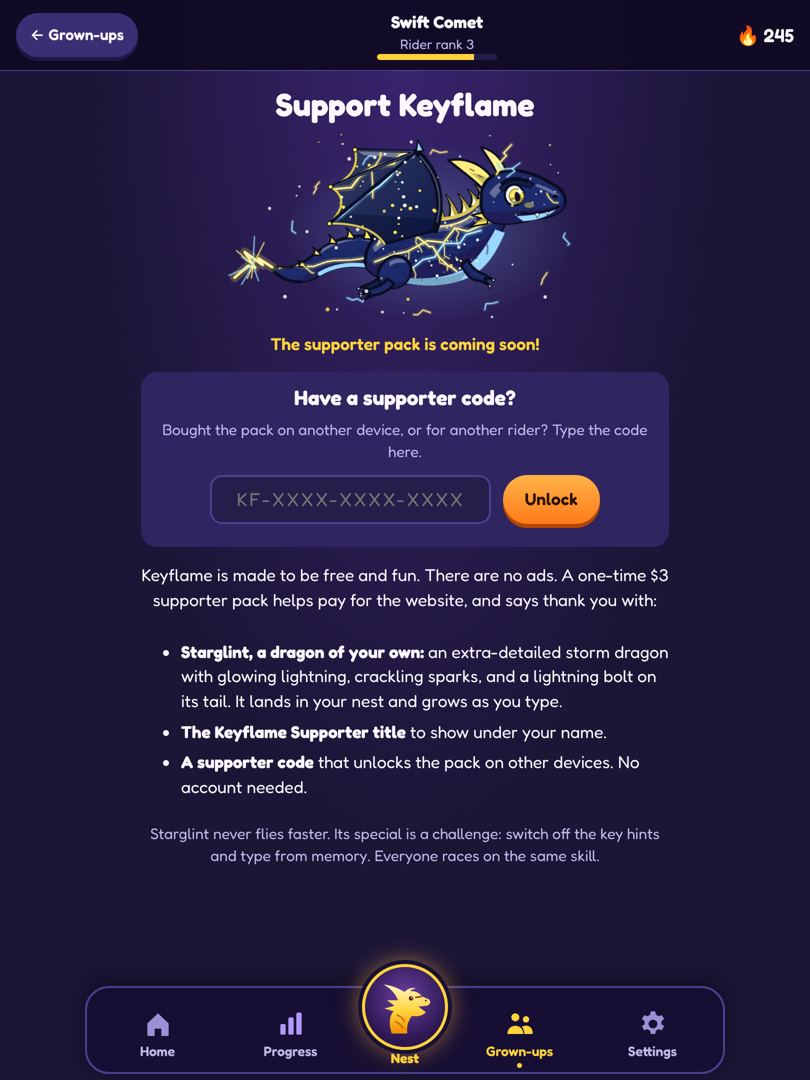 ← Grown-ups
Swift Comet
Rider rank 3
245
Support Keyflame
The supporter pack is coming soon!
Have a supporter code?
Bought the pack on another device, or for another rider? Type the code
here.
KF-XXXX-XXXX-XXXX
Unlock
Keyflame is made to be free and fun. There are no ads. A one-time $3
supporter pack helps pay for the website, and says thank you with:
• Starglint, a dragon of your own: an extra-detailed storm dragon
with glowing lightning, crackling sparks, and a lightning bolt on
its tail. It lands in your nest and grows as you type.
• The Keyflame Supporter title to show under your name.
• A supporter code that unlocks the pack on other devices. No
account needed.
Starglint never flies faster. Its special is a challenge: switch off the key hints
and type from memory. Everyone races on the same skill.
Home
Progress
Nest
Grown-ups
Settings